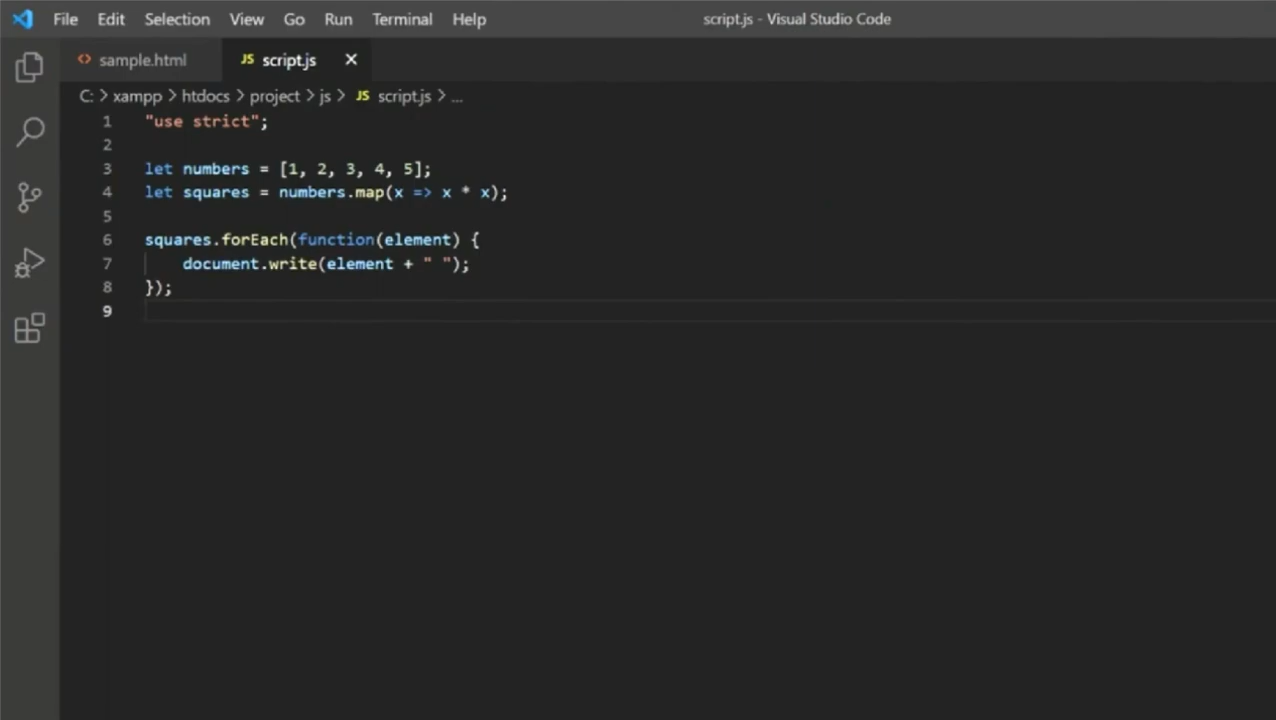 File Edit Selection View Go Run Terminal Help script.js - Visual Studio Code
sample.html JS script.js ×
C: > xampp > htdocs > project > js > JS script.js > ...
1 "use strict";
2
3 let numbers = [1, 2, 3, 4, 5];
4 let squares = numbers.map(x => x * x);
5
6 squares.forEach(function(element) {
7     document.write(element + " ");
8 });
9